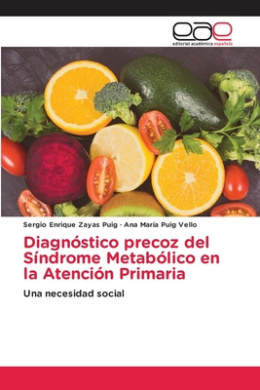 eae
editorial académica española
Sergio Enrique Zayas Puig · Ana María Puig Vello
Diagnóstico precoz del
Síndrome Metabólico en
la Atención Primaria
Una necesidad social